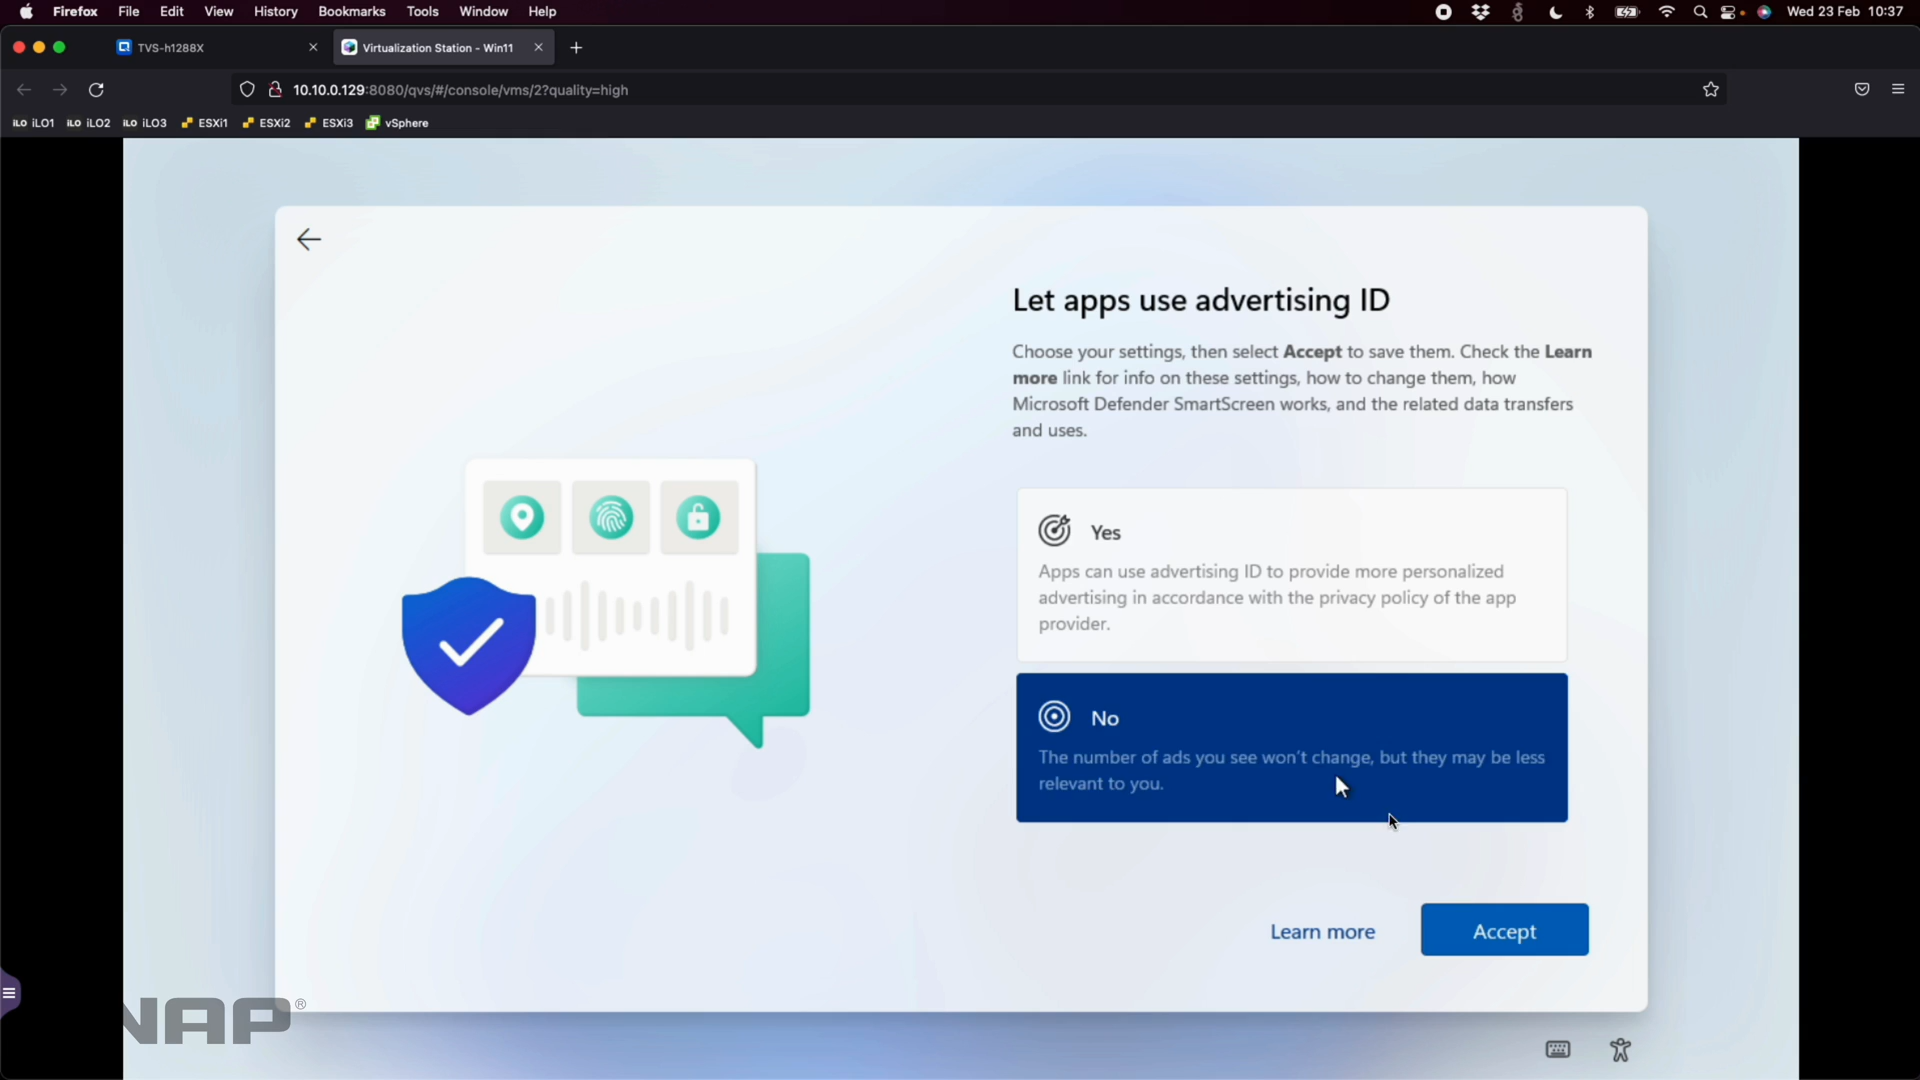 Firefox File Edit View History Bookmarks Tools Window Help Wed 23 Feb 10:37
TVS-h1288X Virtualization Station - Win11
10.10.0.129:8080/qvs/#/console/vms/2?quality=high
iLO iLO1 iLO iLO2 iLO iLO3 ESXi1 ESXi2 ESXi3 vSphere
Let apps use advertising ID
Choose your settings, then select Accept to save them. Check the Learn
more link for info on these settings, how to change them, how
Microsoft Defender SmartScreen works, and the related data transfers
and uses.
Yes
Apps can use advertising ID to provide more personalized
advertising in accordance with the privacy policy of the app
provider.
No
The number of ads you see won't change, but they may be less
relevant to you.
Learn more Accept
NAP®